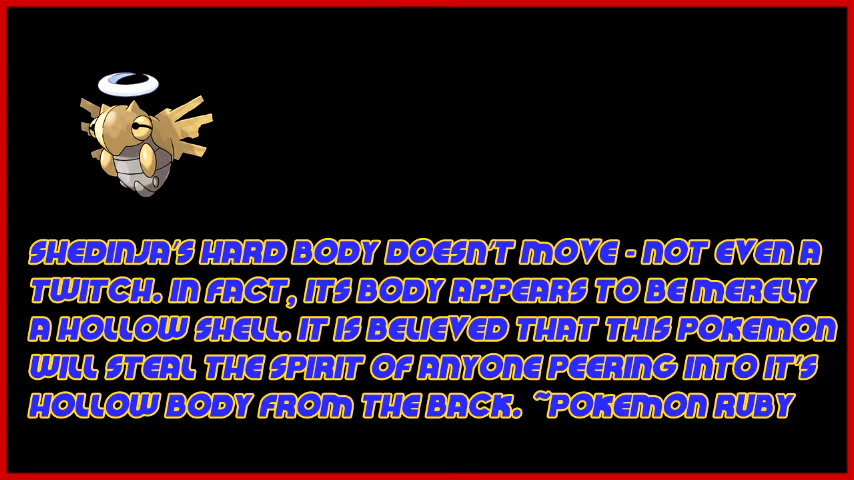 SHEDINJA'S HARD BODY DOESN'T MOVE - NOT EVEN A
TWITCH. IN FACT, ITS BODY APPEARS TO BE MERELY
A HOLLOW SHELL. IT IS BELIEVED THAT THIS POKEMON
WILL STEAL THE SPIRIT OF ANYONE PEERING INTO IT'S
HOLLOW BODY FROM THE BACK. ~POKEMON RUBY